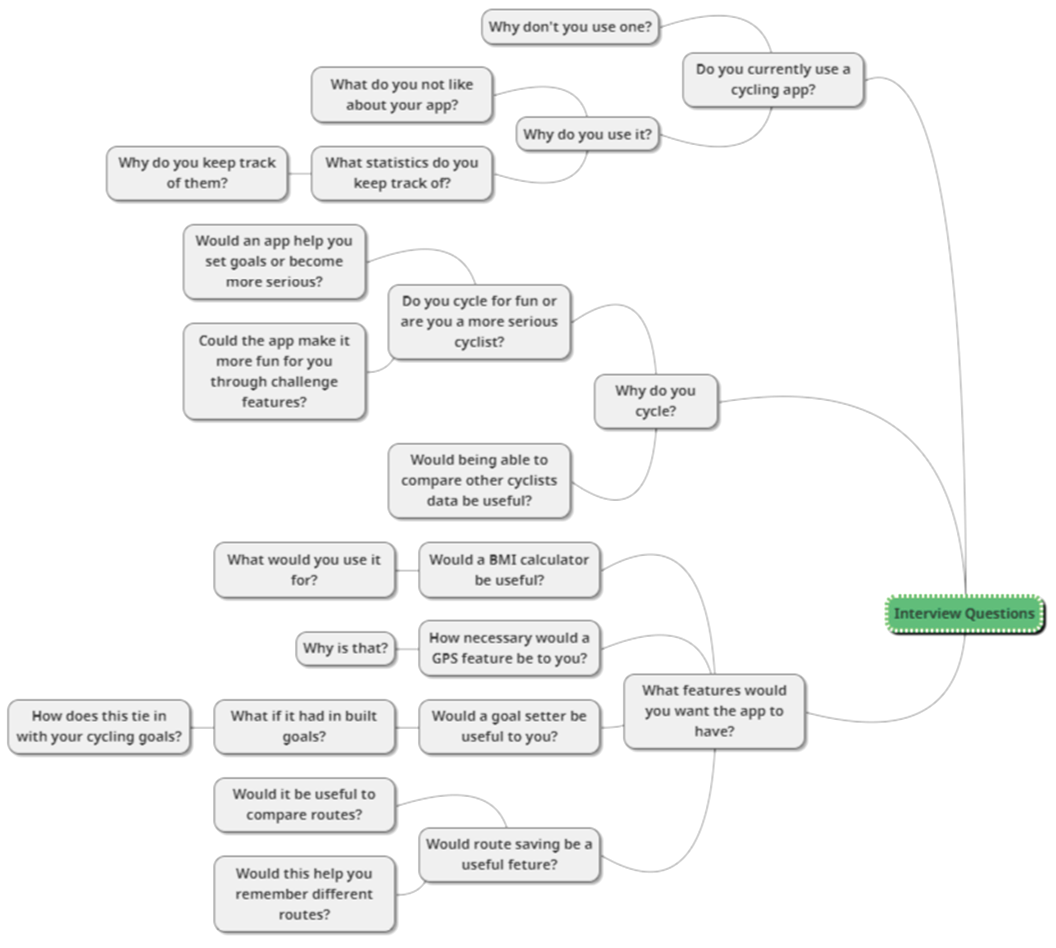 Why don't you use one?
Do you currently use a
cycling app?
What do you not like
about your app?
Why do you use it?
Why do you keep track
of them?
What statistics do you
keep track of?
Would an app help you
set goals or become
more serious?
Do you cycle for fun or
are you a more serious
cyclist?
Could the app make it
more fun for you
through challenge
features?
Why do you
cycle?
Would being able to
compare other cyclists
data be useful?
What would you use it
for?
Would a BMI calculator
be useful?
Interview Questions
Why is that?
How necessary would a
GPS feature be to you?
What features would
you want the app to
have?
How does this tie in
with your cycling goals?
What if it had in built
goals?
Would a goal setter be
useful to you?
Would it be useful to
compare routes?
Would route saving be a
useful feture?
Would this help you
remember different
routes?